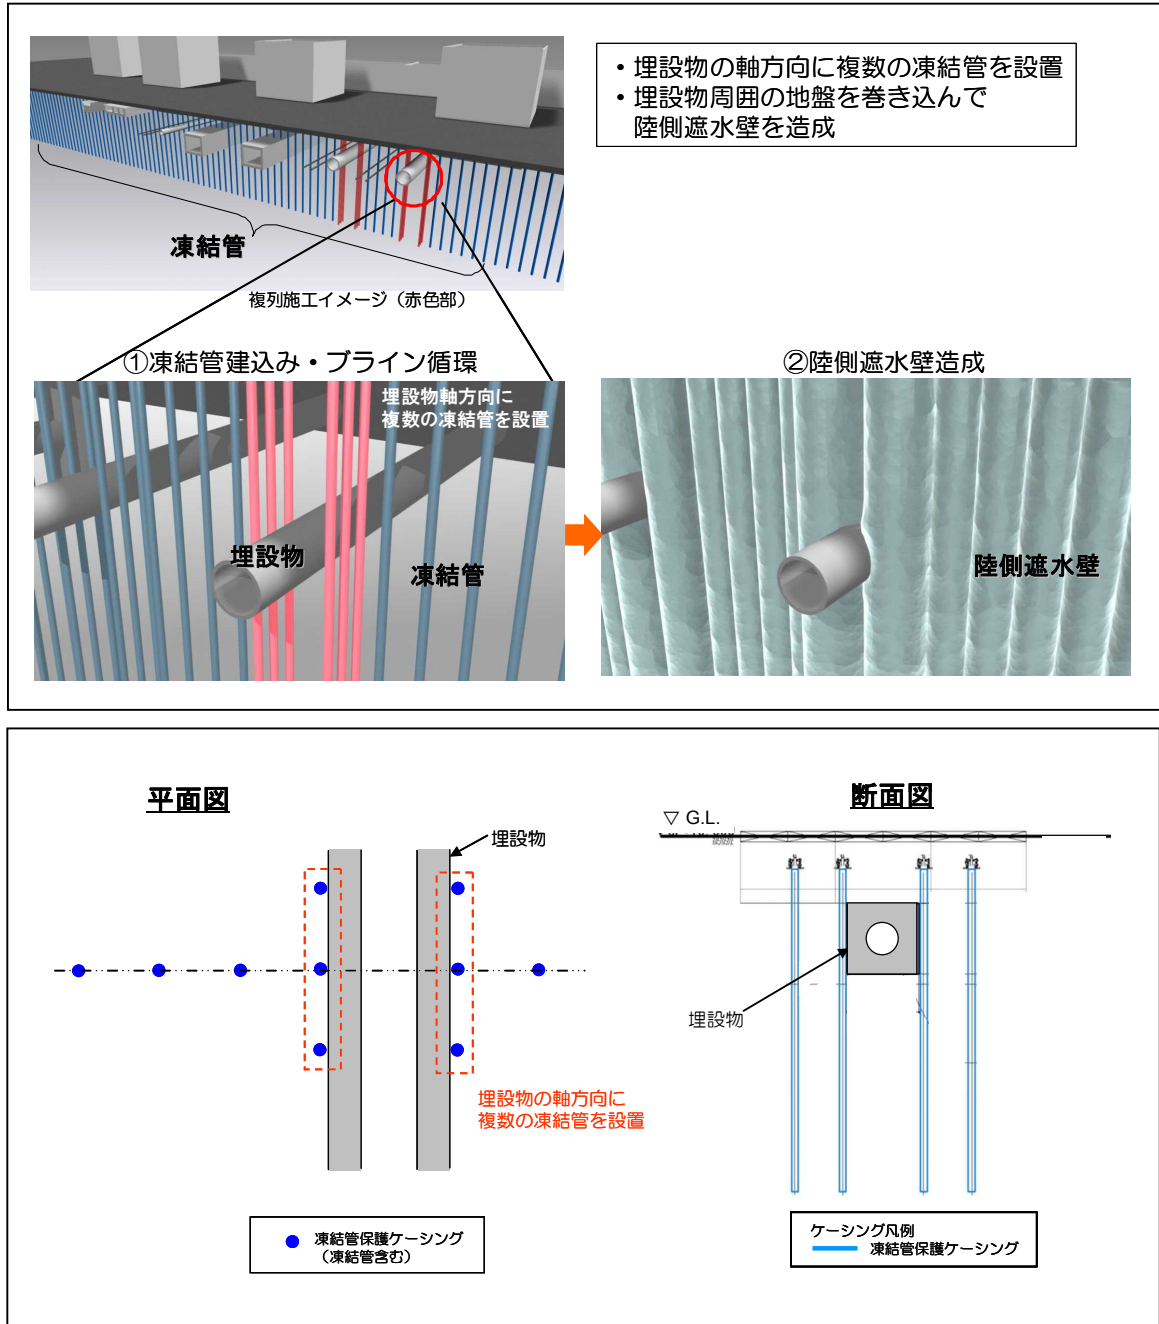 ・埋設物の軸方向に複数の凍結管を設置
・埋設物周囲の地盤を巻き込んで
陸側遮水壁を造成
凍結管
複列施工イメージ（赤色部）
①凍結管建込み・ブライン循環
埋設物軸方向に
複数の凍結管を設置
埋設物
凍結管
②陸側遮水壁造成
陸側遮水壁
平面図
埋設物
埋設物の軸方向に
複数の凍結管を設置
凍結管保護ケーシング
（凍結管含む）
断面図
▽ G.L.
埋設物
ケーシング凡例
凍結管保護ケーシング